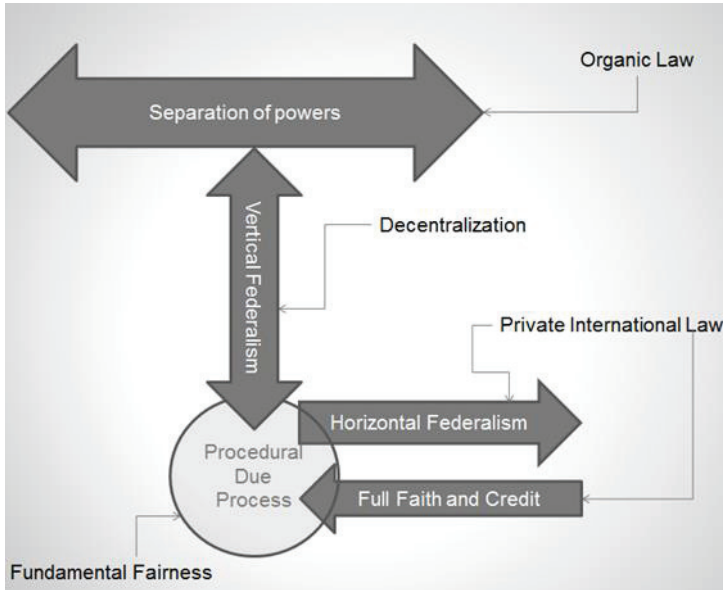 Organic Law
Separation of powers
Vertical Federalism
Decentralization
Private International Law
Horizontal Federalism
Procedural
Due
Process
Full Faith and Credit
Fundamental Fairness